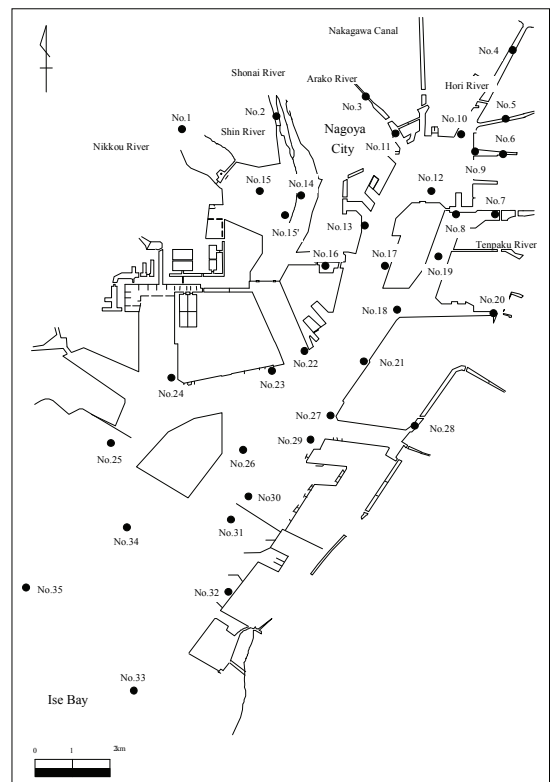 Nakagawa Canal
No.4
Shonai River
Arako River
Hori River
No.3
No.2
No.10
No.5
No.1
Shin River
Nagoya
City
No.11
No.6
Nikkou River
No.9
No.15
No.14
No.12
No.15'
No.13
No.8
No.7
Tenpaku River
No.16
No.17
No.19
No.18
No.20
No.22
No.21
No.23
No.24
No.27
No.28
No.29
No.25
No.26
No30
No.31
No.34
No.35
No.32
No.33
Ise Bay
0 1 2km